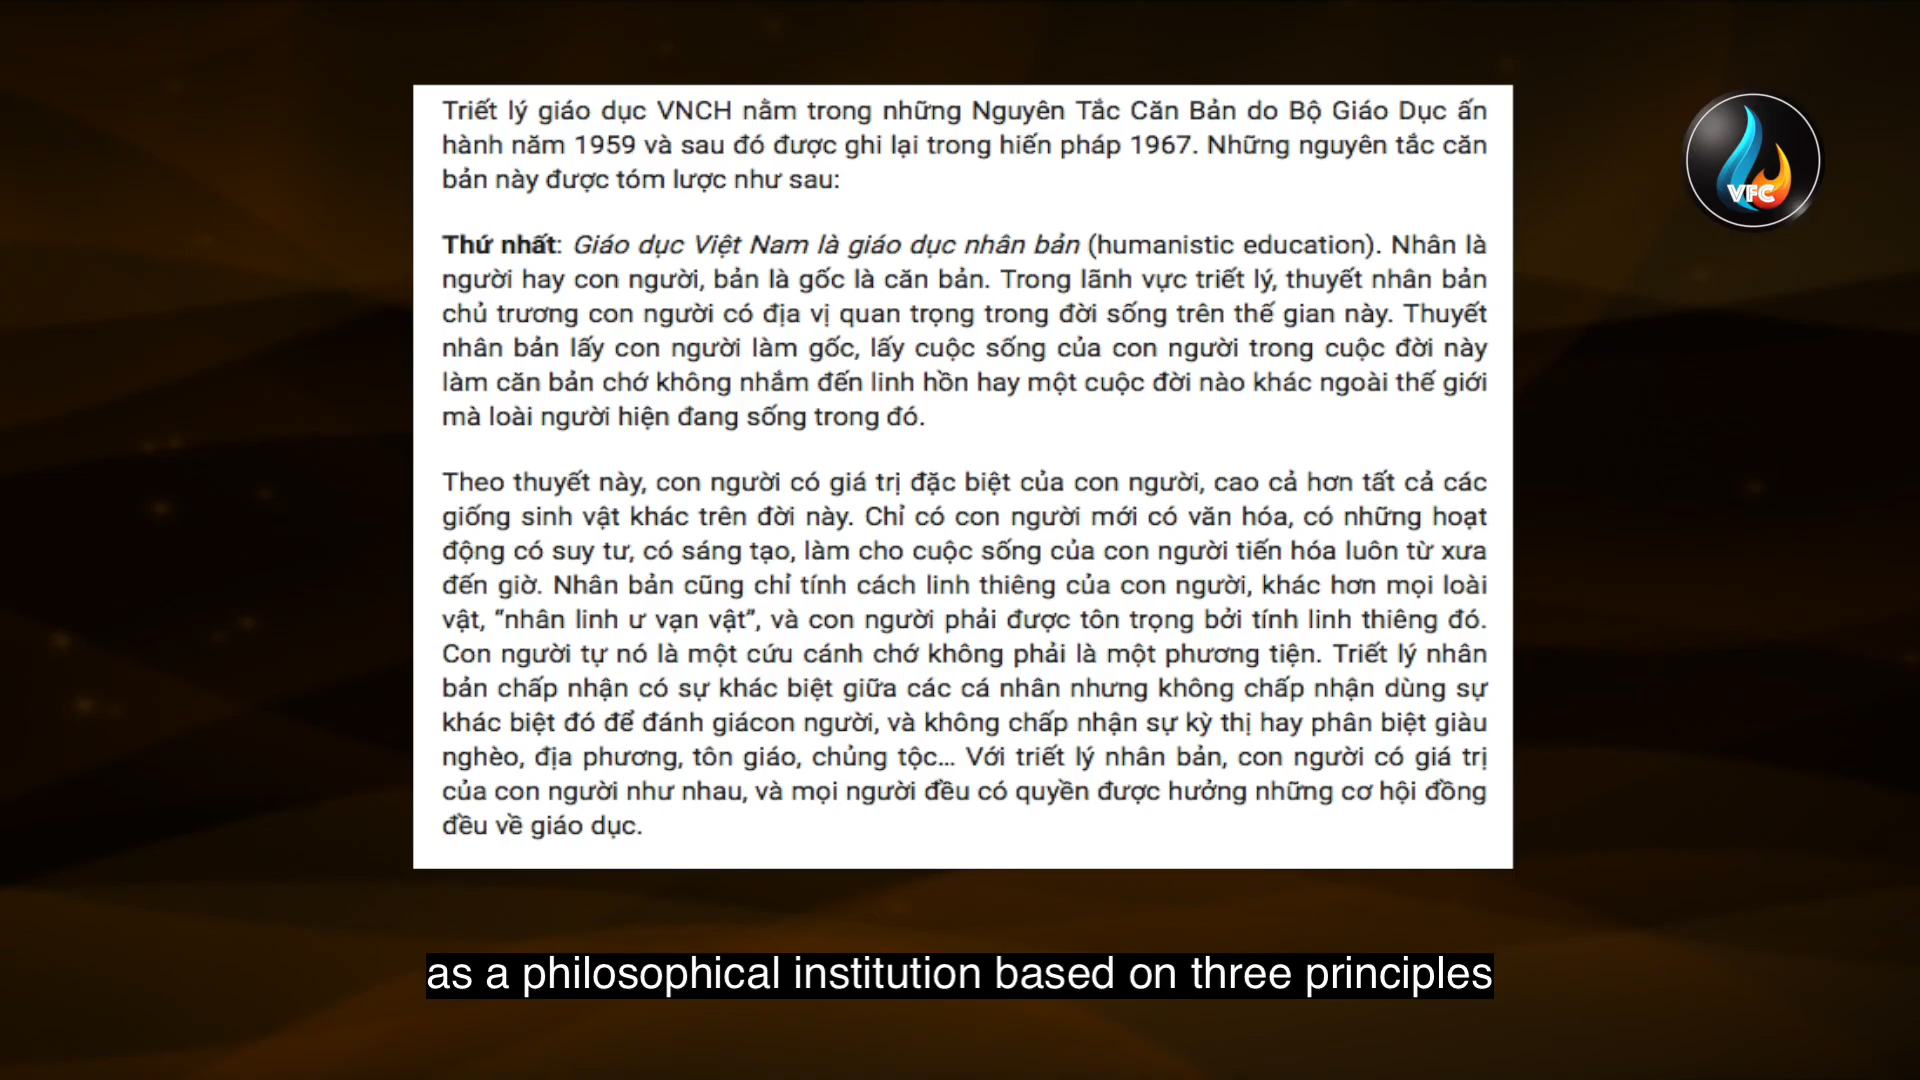 Triết lý giáo dục VNCH nằm trong những Nguyên Tắc Căn Bản do Bộ Giáo Dục ấn
hành năm 1959 và sau đó được ghi lại trong hiến pháp 1967. Những nguyên tắc căn
bản này được tóm lược như sau:
Thứ nhất: Giáo dục Việt Nam là giáo dục nhân bản (humanistic education). Nhân là
người hay con người, bản là gốc là căn bản. Trong lãnh vực triết lý, thuyết nhân bản
chủ trương con người có địa vị quan trọng trong đời sống trên thế gian này. Thuyết
nhân bản lấy con người làm gốc, lấy cuộc sống của con người trong cuộc đời này
làm căn bản chớ không nhắm đến linh hồn hay một cuộc đời nào khác ngoài thế giới
mà loài người hiện đang sống trong đó.
Theo thuyết này, con người có giá trị đặc biệt của con người, cao cả hơn tất cả các
giống sinh vật khác trên đời này. Chỉ có con người mới có văn hóa, có những hoạt
động có suy tư, có sáng tạo, làm cho cuộc sống của con người tiến hóa luôn từ xưa
đến giờ. Nhân bản cũng chỉ tính cách linh thiêng của con người, khác hơn mọi loài
vật, “nhân linh ư vạn vật”, và con người phải được tôn trọng bởi tính linh thiêng đó.
Con người tự nó là một cứu cánh chớ không phải là một phương tiện. Triết lý nhân
bản chấp nhận có sự khác biệt giữa các cá nhân nhưng không chấp nhận dùng sự
khác biệt đó để đánh giácon người, và không chấp nhận sự kỳ thị hay phân biệt giàu
nghèo, địa phương, tôn giáo, chủng tộc... Với triết lý nhân bản, con người có giá trị
của con người như nhau, và mọi người đều có quyền được hưởng những cơ hội đồng
đều về giáo dục.
VFC
as a philosophical institution based on three principles